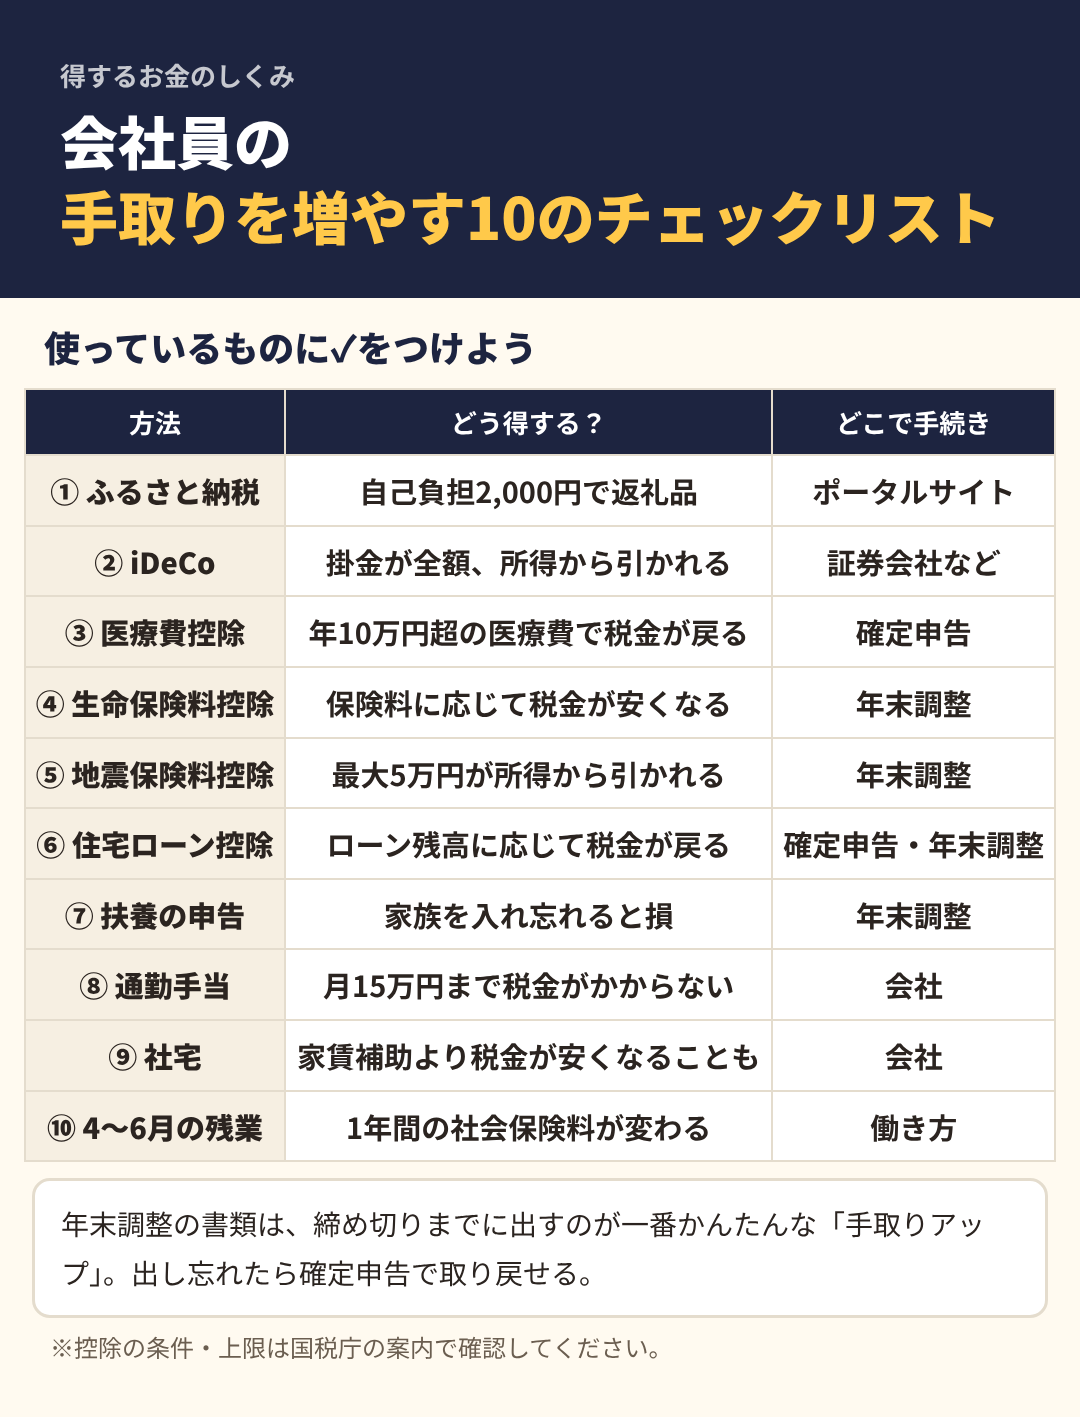 得するお金のしくみ
会社員の
手取りを増やす10のチェックリスト
使っているものに✓をつけよう
方法 どう得する？ どこで手続き
① ふるさと納税 自己負担2,000円で返礼品 ポータルサイト
② iDeCo 掛金が全額、所得から引かれる 証券会社など
③ 医療費控除 年10万円超の医療費で税金が戻る 確定申告
④ 生命保険料控除 保険料に応じて税金が安くなる 年末調整
⑤ 地震保険料控除 最大5万円が所得から引かれる 年末調整
⑥ 住宅ローン控除 ローン残高に応じて税金が戻る 確定申告・年末調整
⑦ 扶養の申告 家族を入れ忘れると損 年末調整
⑧ 通勤手当 月15万円まで税金がかからない 会社
⑨ 社宅 家賃補助より税金が安くなることも 会社
⑩ 4〜6月の残業 1年間の社会保険料が変わる 働き方
年末調整の書類は、締め切りまでに出すのが一番かんたんな「手取りアッ
プ」。出し忘れたら確定申告で取り戻せる。
※控除の条件・上限は国税庁の案内で確認してください。